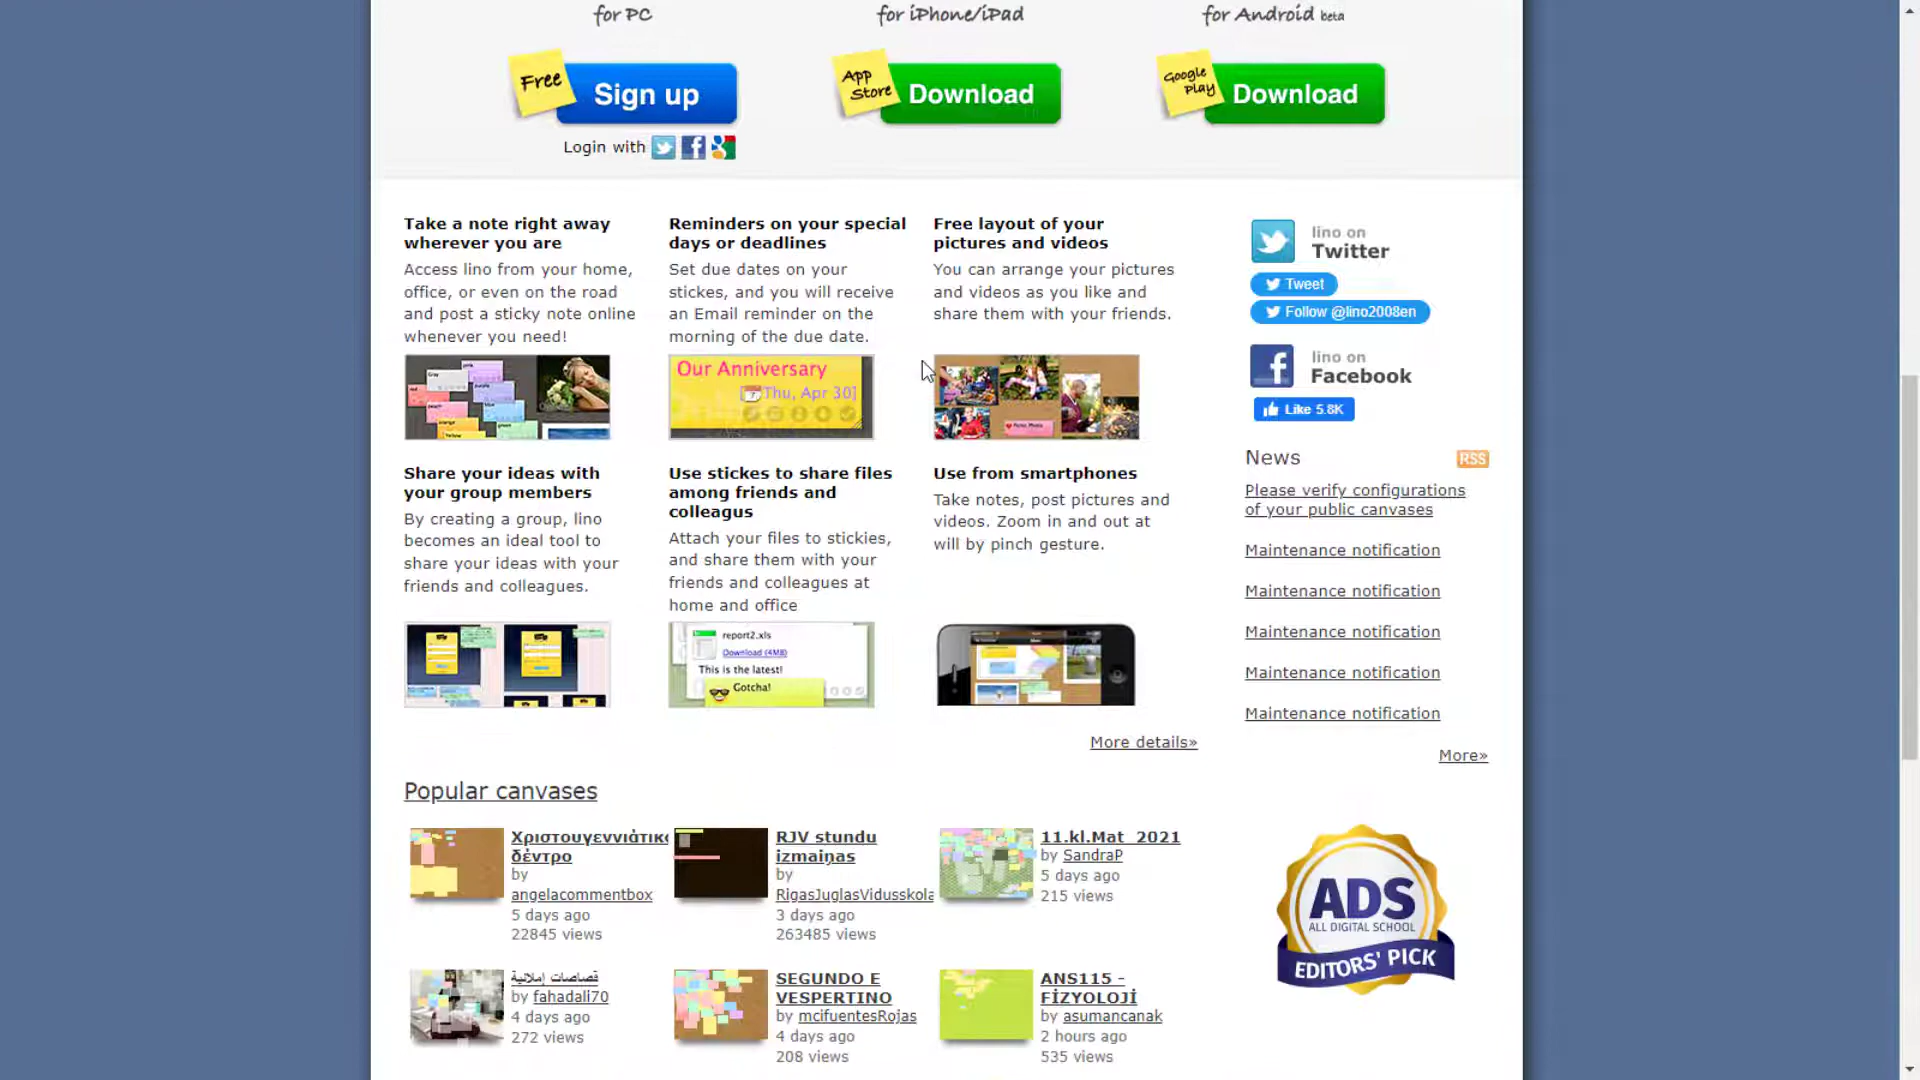 for PC
for iPhone/iPad
for Android beta
Free
Sign up
App
Store
Download
Google
Play
Download
Login with
Take a note right away
wherever you are
Access lino from your home,
office, or even on the road
and post a sticky note online
whenever you need!
Reminders on your special
days or deadlines
Set due dates on your
stickes, and you will receive
an Email reminder on the
morning of the due date.
Our Anniversary
Thu, Apr 30]
Free layout of your
pictures and videos
You can arrange your pictures
and videos as you like and
share them with your friends.
Share your ideas with
your group members
By creating a group, lino
becomes an ideal tool to
share your ideas with your
friends and colleagues.
Use stickes to share files
among friends and
colleagus
Attach your files to stickies,
and share them with your
friends and colleagues at
home and office
report2.xls
Download (4MB)
This is the latest!
Gotcha!
Use from smartphones
Take notes, post pictures and
videos. Zoom in and out at
will by pinch gesture.
More details»
lino on
Twitter
Tweet
Follow @lino2008en
lino on
Facebook
Like 5.8K
News
RSS
Please verify configurations
of your public canvases
Maintenance notification
Maintenance notification
Maintenance notification
Maintenance notification
Maintenance notification
More»
Popular canvases
Χριστουγεννιάτικο
δέντρο
by
angelacommentbox
5 days ago
22845 views
RJV stundu
izmaiņas
by
RigasJuglasVidusskola
3 days ago
263485 views
11.kl.Mat_2021
by SandraP
5 days ago
215 views
قصاصات إملائية
by fahadali70
4 days ago
272 views
SEGUNDO E
VESPERTINO
by mcifuentesRojas
4 days ago
208 views
ANS115 -
FİZYOLOJİ
by asumancanak
2 hours ago
535 views
ADS
ALL DIGITAL SCHOOL
EDITORS' PICK